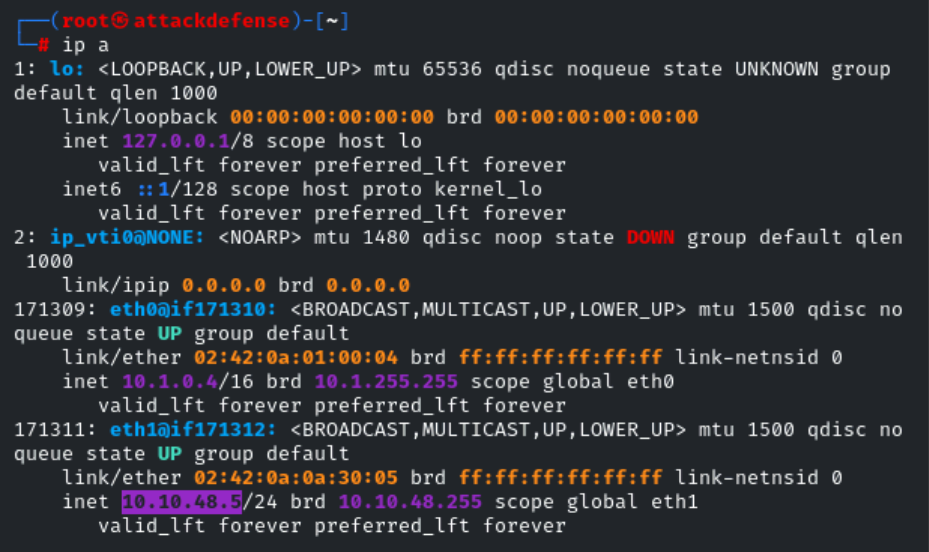 ┌──(root㉿attackdefense)-[~]
└─# ip a
1: lo: <LOOPBACK,UP,LOWER_UP> mtu 65536 qdisc noqueue state UNKNOWN group
default qlen 1000
    link/loopback 00:00:00:00:00:00 brd 00:00:00:00:00:00
    inet 127.0.0.1/8 scope host lo
       valid_lft forever preferred_lft forever
    inet6 ::1/128 scope host proto kernel_lo
       valid_lft forever preferred_lft forever
2: ip_vti0@NONE: <NOARP> mtu 1480 qdisc noop state DOWN group default qlen
 1000
    link/ipip 0.0.0.0 brd 0.0.0.0
171309: eth0@if171310: <BROADCAST,MULTICAST,UP,LOWER_UP> mtu 1500 qdisc no
queue state UP group default
    link/ether 02:42:0a:01:00:04 brd ff:ff:ff:ff:ff:ff link-netnsid 0
    inet 10.1.0.4/16 brd 10.1.255.255 scope global eth0
       valid_lft forever preferred_lft forever
171311: eth1@if171312: <BROADCAST,MULTICAST,UP,LOWER_UP> mtu 1500 qdisc no
queue state UP group default
    link/ether 02:42:0a:0a:30:05 brd ff:ff:ff:ff:ff:ff link-netnsid 0
    inet 10.10.48.5/24 brd 10.10.48.255 scope global eth1
       valid_lft forever preferred_lft forever